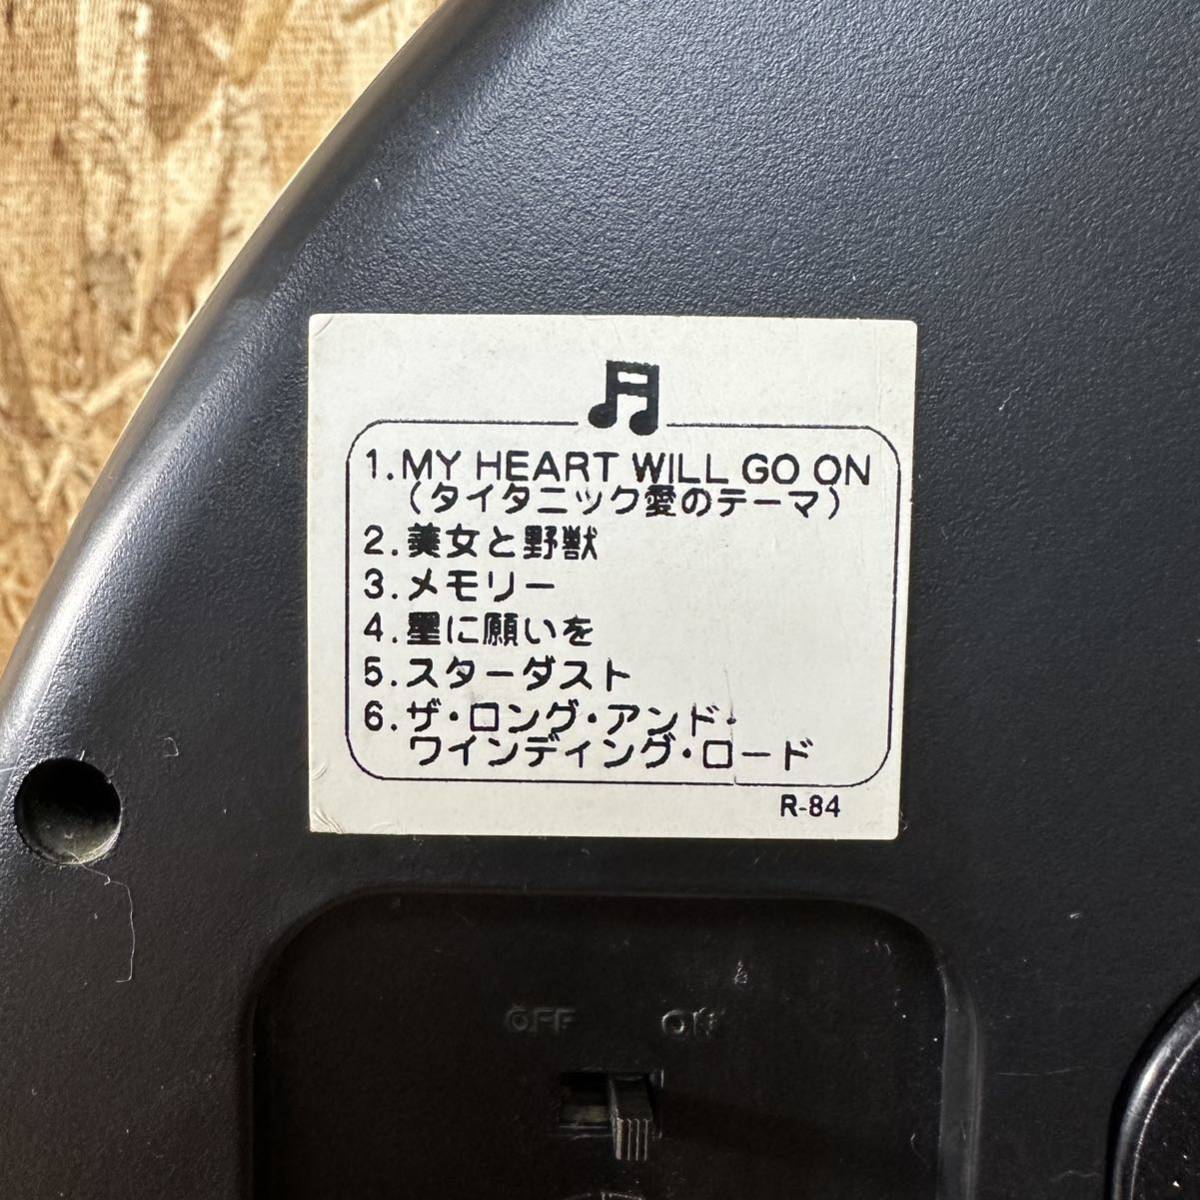 1.MY HEART WILL GO ON
(タイタニック愛のテーマ)
2.美女と野獣
3.メモリー
4.星に願いを
5.スターダスト
6.ザ・ロング・アンド・
ワインディング・ロード
R-84
OFF ON